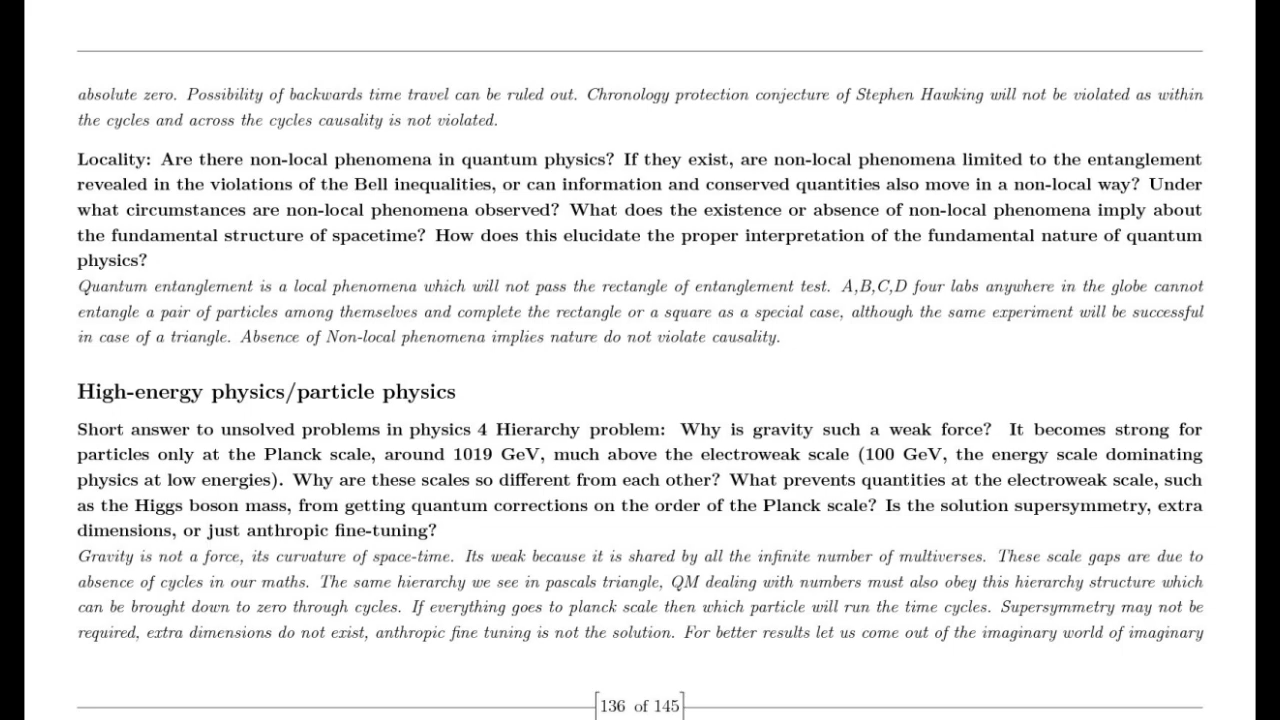 absolute zero. Possibility of backwards time travel can be ruled out. Chronology protection conjecture of Stephen Hawking will not be violated as within
the cycles and across the cycles causality is not violated.
Locality: Are there non-local phenomena in quantum physics? If they exist, are non-local phenomena limited to the entanglement
revealed in the violations of the Bell inequalities, or can information and conserved quantities also move in a non-local way? Under
what circumstances are non-local phenomena observed? What does the existence or absence of non-local phenomena imply about
the fundamental structure of spacetime? How does this elucidate the proper interpretation of the fundamental nature of quantum
physics?
Quantum entanglement is a local phenomena which will not pass the rectangle of entanglement test. A,B,C,D four labs anywhere in the globe cannot
entangle a pair of particles among themselves and complete the rectangle or a square as a special case, although the same experiment will be successful
in case of a triangle. Absence of Non-local phenomena implies nature do not violate causality.
High-energy physics/particle physics
Short answer to unsolved problems in physics 4 Hierarchy problem: Why is gravity such a weak force? It becomes strong for
particles only at the Planck scale, around 1019 GeV, much above the electroweak scale (100 GeV, the energy scale dominating
physics at low energies). Why are these scales so different from each other? What prevents quantities at the electroweak scale, such
as the Higgs boson mass, from getting quantum corrections on the order of the Planck scale? Is the solution supersymmetry, extra
dimensions, or just anthropic fine-tuning?
Gravity is not a force, its curvature of space-time. Its weak because it is shared by all the infinite number of multiverses. These scale gaps are due to
absence of cycles in our maths. The same hierarchy we see in pascals triangle, QM dealing with numbers must also obey this hierarchy structure which
can be brought down to zero through cycles. If everything goes to planck scale then which particle will run the time cycles. Supersymmetry may not be
required, extra dimensions do not exist, anthropic fine tuning is not the solution. For better results let us come out of the imaginary world of imaginary
136 of 145